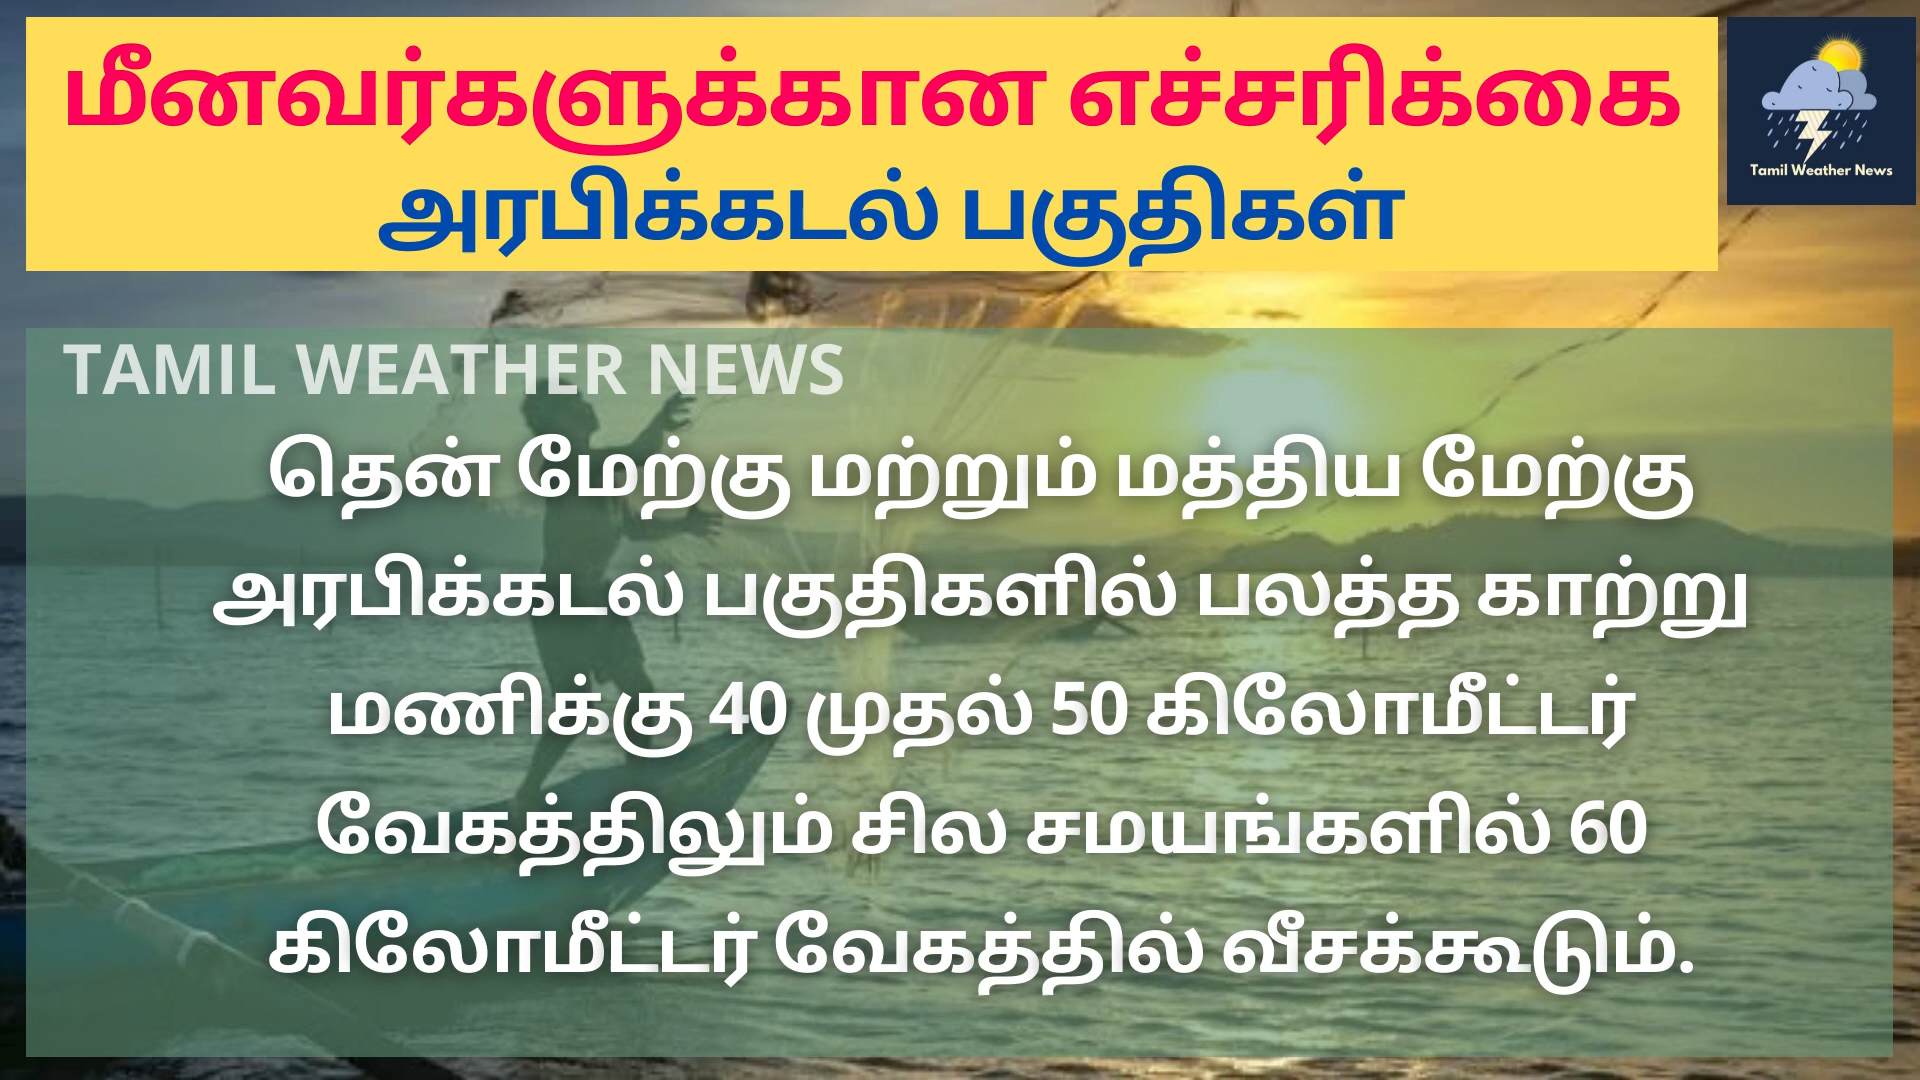 மீனவர்களுக்கான எச்சரிக்கை
அரபிக்கடல் பகுதிகள்
Tamil Weather News
TAMIL WEATHER NEWS
தென் மேற்கு மற்றும் மத்திய மேற்கு
அரபிக்கடல் பகுதிகளில் பலத்த காற்று
மணிக்கு 40 முதல் 50 கிலோமீட்டர்
வேகத்திலும் சில சமயங்களில் 60
கிலோமீட்டர் வேகத்தில் வீசக்கூடும்.